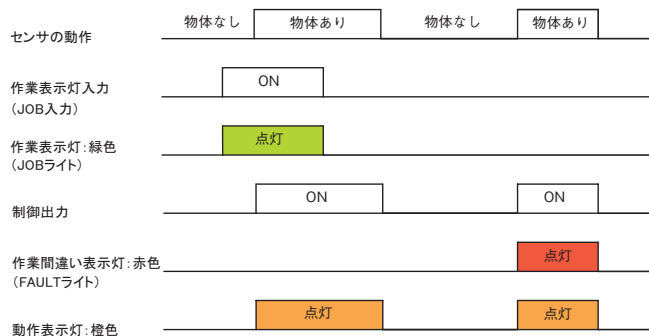 物体なし 物体あり 物体なし 物体あり
センサの動作
作業表示灯入力 ON
(JOB入力)
作業表示灯:緑色 点灯
(JOBライト)
制御出力 ON ON
作業間違い表示灯:赤色 点灯
(FAULTライト)
動作表示灯:橙色 点灯 点灯